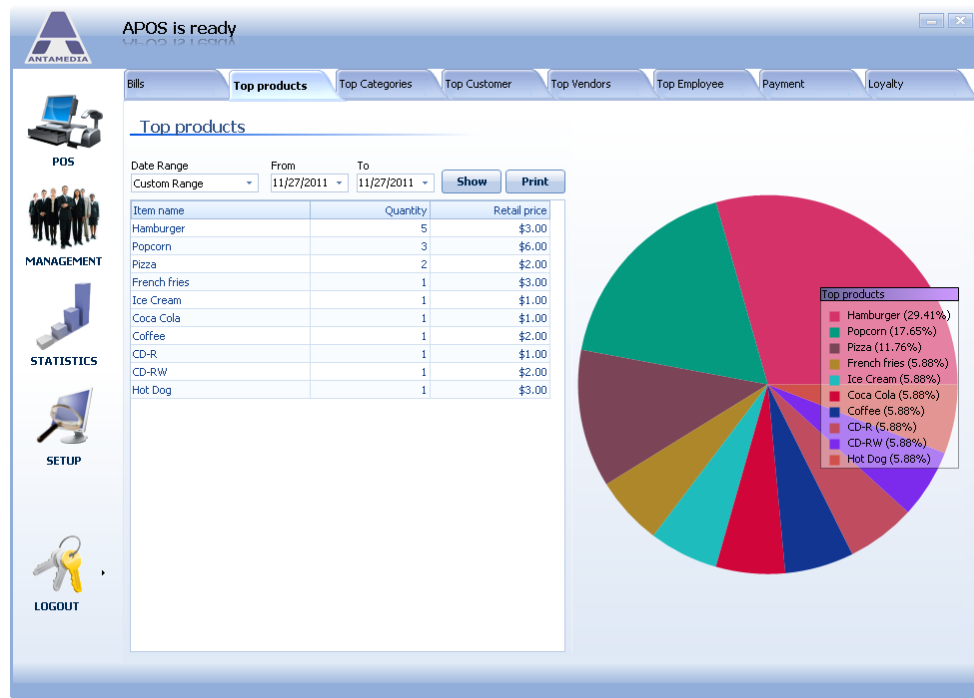 APOS is ready
ANTAMEDIA
Bills Top products Top Categories Top Customer Top Vendors Top Employee Payment Loyalty
Top products
Date Range From To
Custom Range 11/27/2011 11/27/2011 Show Print
Item name Quantity Retail price
Hamburger 5 $3.00
Popcorn 3 $6.00
Pizza 2 $2.00
French fries 1 $3.00
Ice Cream 1 $1.00
Coca Cola 1 $1.00
Coffee 1 $2.00
CD-R 1 $1.00
CD-RW 1 $2.00
Hot Dog 1 $3.00
POS
MANAGEMENT
STATISTICS
SETUP
LOGOUT
Top products
Hamburger (29.41%)
Popcorn (17.65%)
Pizza (11.76%)
French fries (5.88%)
Ice Cream (5.88%)
Coca Cola (5.88%)
Coffee (5.88%)
CD-R (5.88%)
CD-RW (5.88%)
Hot Dog (5.88%)